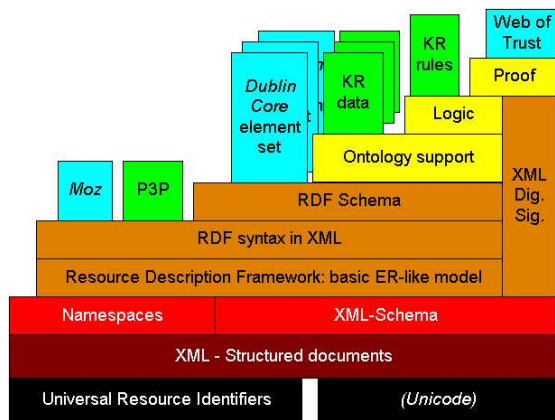 Web of
Trust
KR
rules
Proof
Dublin
Core
element
set
KR
data
Logic
Ontology support
Moz
P3P
XML
Dig.
Sig.
RDF Schema
RDF syntax in XML
Resource Description Framework: basic ER-like model
Namespaces
XML-Schema
XML - Structured documents
Universal Resource Identifiers
(Unicode)